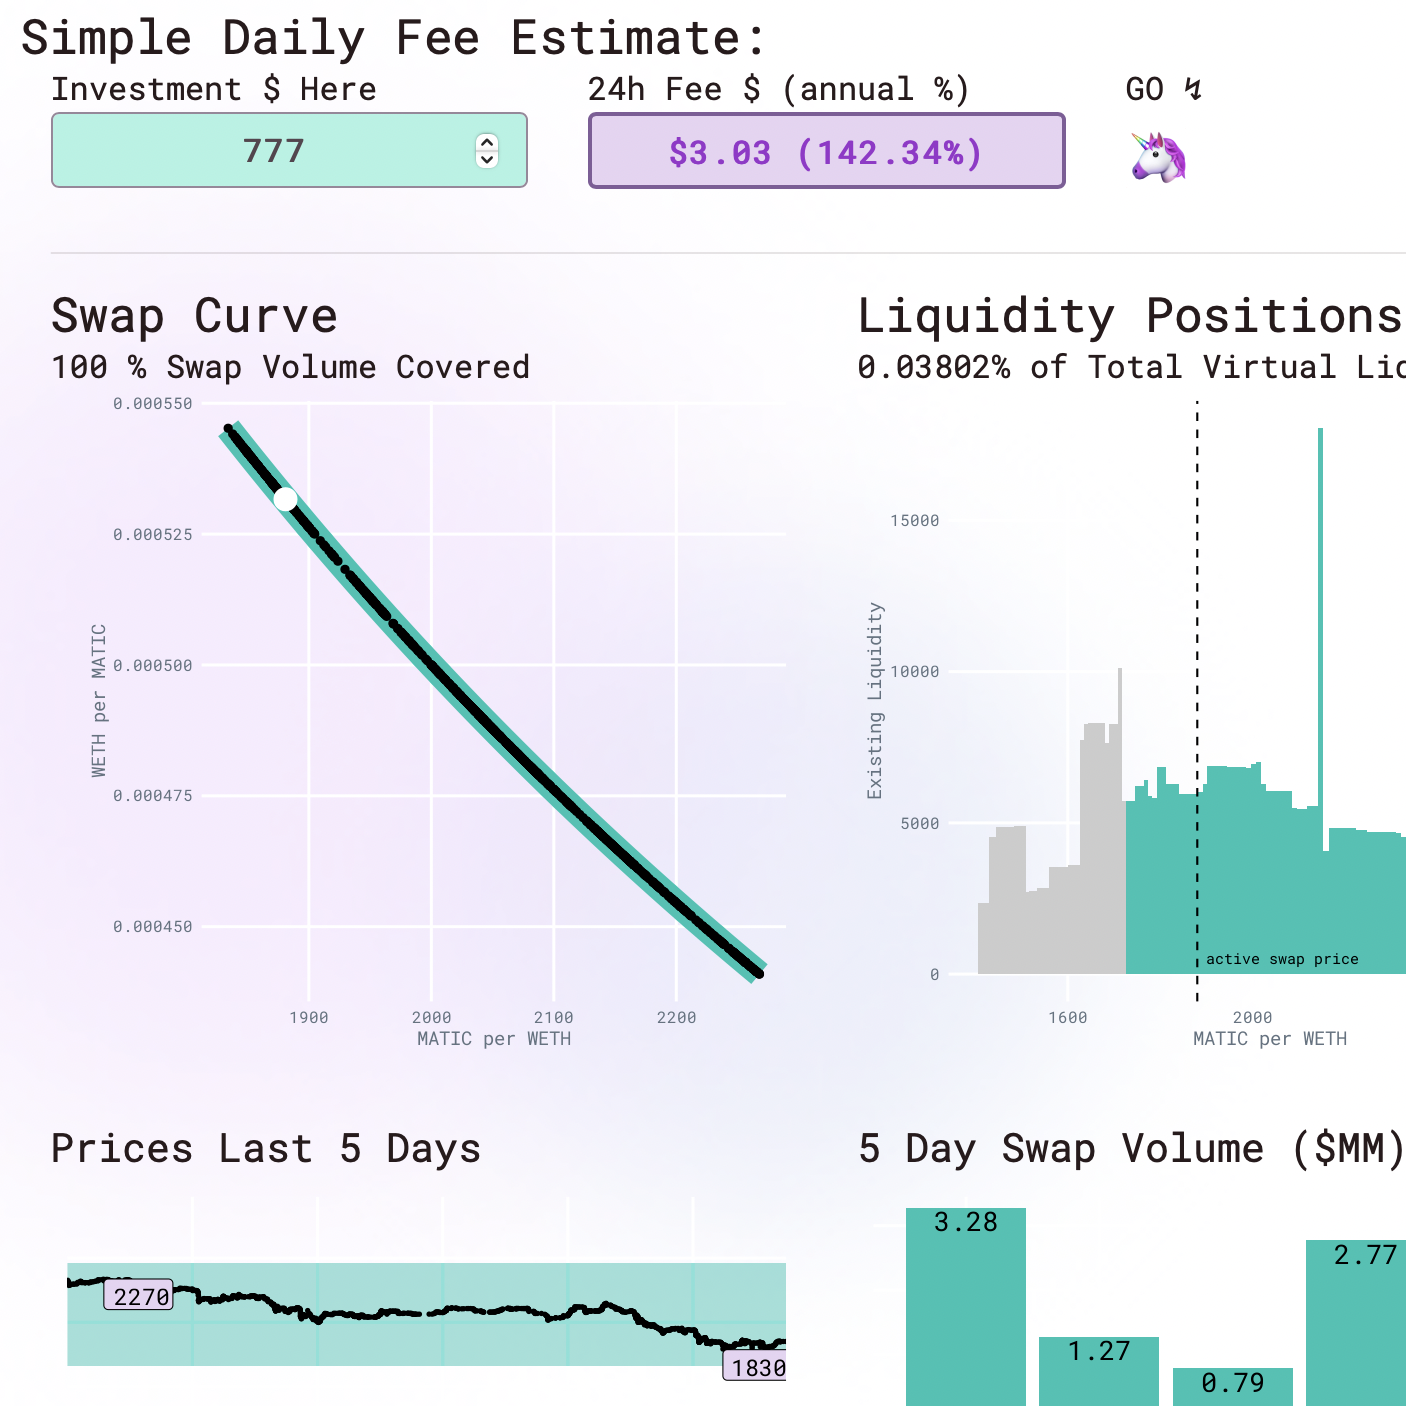 Simple Daily Fee Estimate:
Investment $ Here
24h Fee $ (annual %)
GO ↯
777
$3.03 (142.34%)
Swap Curve
100 % Swap Volume Covered
0.000550
0.000525
0.000500
0.000475
0.000450
WETH per MATIC
1900
2000
2100
2200
MATIC per WETH
Liquidity Positions
0.03802% of Total Virtual
15000
10000
5000
0
Existing Liquidity
active swap price
1600
2000
MATIC per WETH
Prices Last 5 Days
2270
1830
5 Day Swap Volume ($MM)
3.28
1.27
0.79
2.77